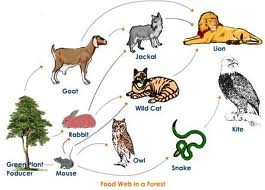 Goat
Jackal
Lion
Rabbit
Wild Cat
Kite
Green Plant
Poducer
Mouse
Owl
Snake
Food Web in a Forest